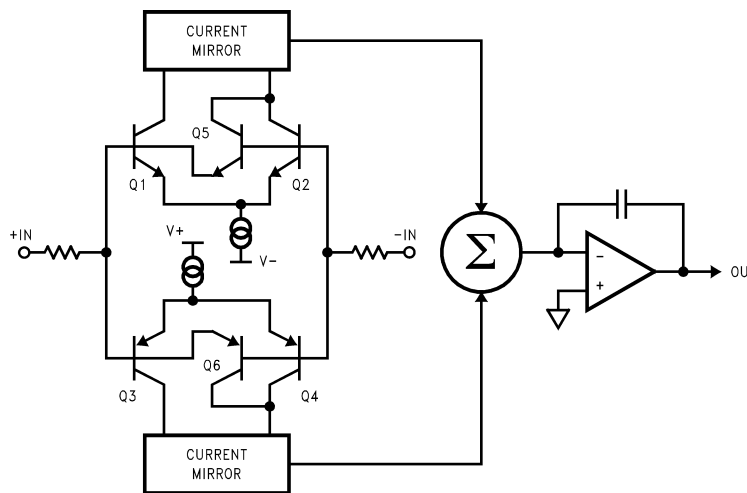 CURRENT
MIRROR
Q5
Q1
Q2
+IN
V+
-IN
V-
Σ
-
+
OU
Q6
Q3
Q4
CURRENT
MIRROR